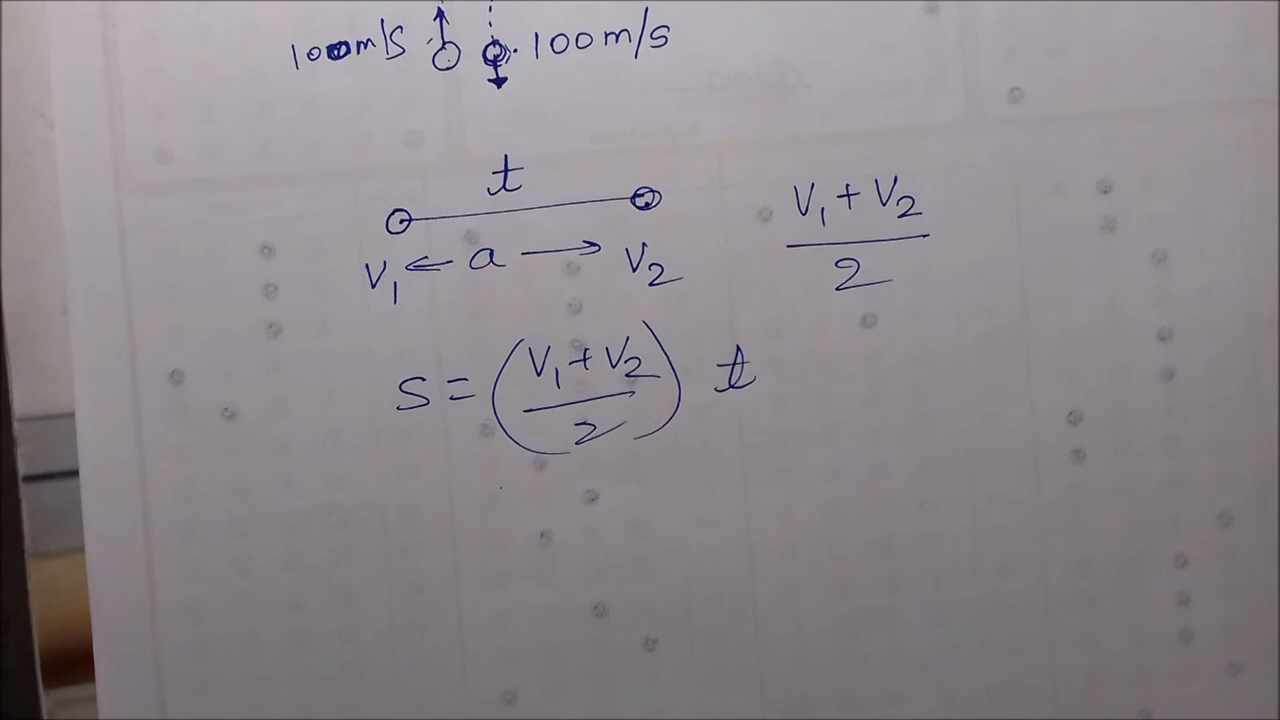 100m/s 100m/s
t
V₁ ← a → V₂
V₁ + V₂ / 2
S = (V₁ + V₂ / 2) t